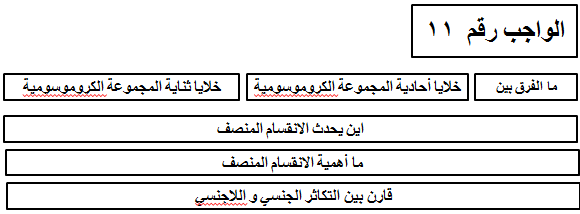 الواجب رقم ١١
ما الفرق بين خلايا أحادية المجموعة الكروموسومية خلايا ثناية المجموعة الكروموسومية
اين يحدث الانقسام المنصف
ما أهمية الانقسام المنصف
قارن بين التكاثر الجنسي و اللاجنسي